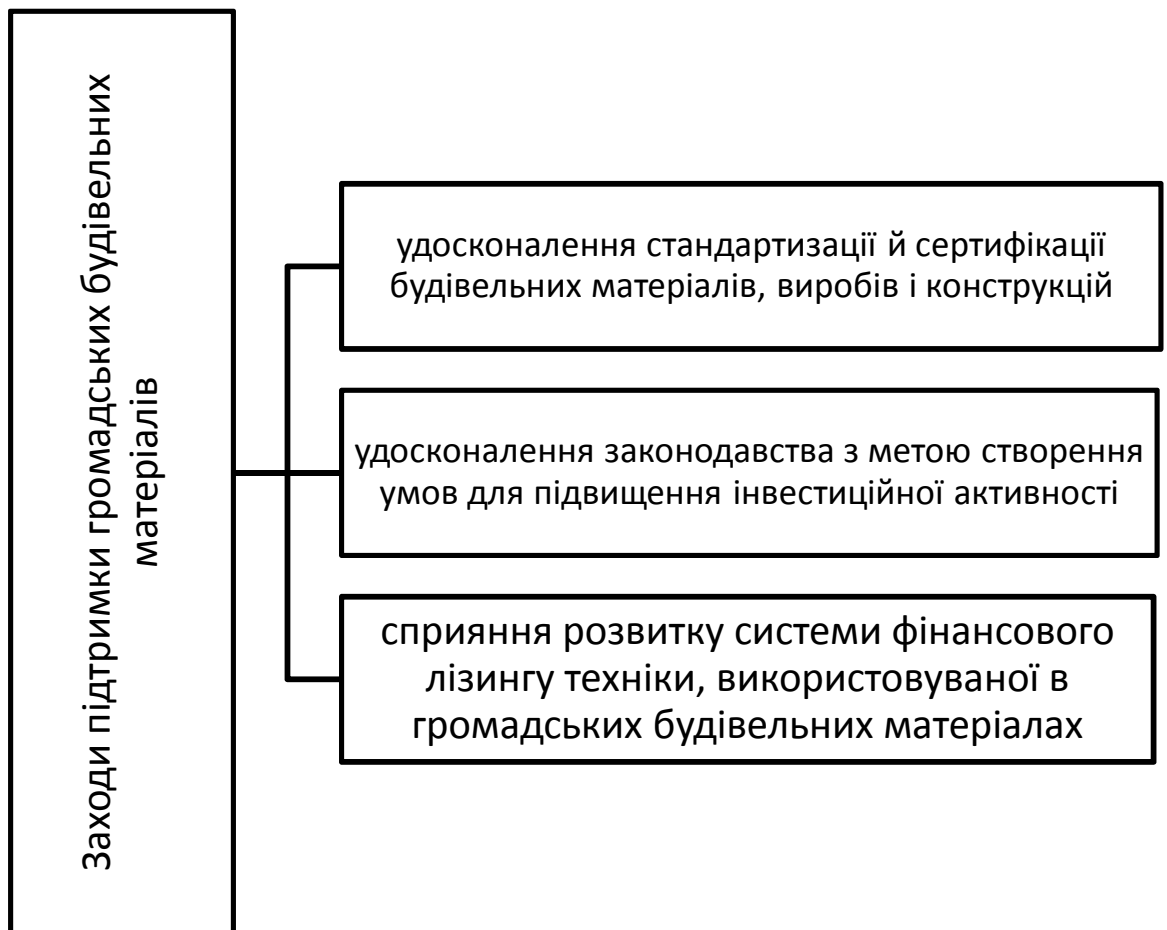 Заходи підтримки громадських будівельних
матеріалів
удосконалення стандартизації й сертифікації
будівельних матеріалів, виробів і конструкцій
удосконалення законодавства з метою створення
умов для підвищення інвестиційної активності
сприяння розвитку системи фінансового
лізингу техніки, використовуваної в
громадських будівельних матеріалах